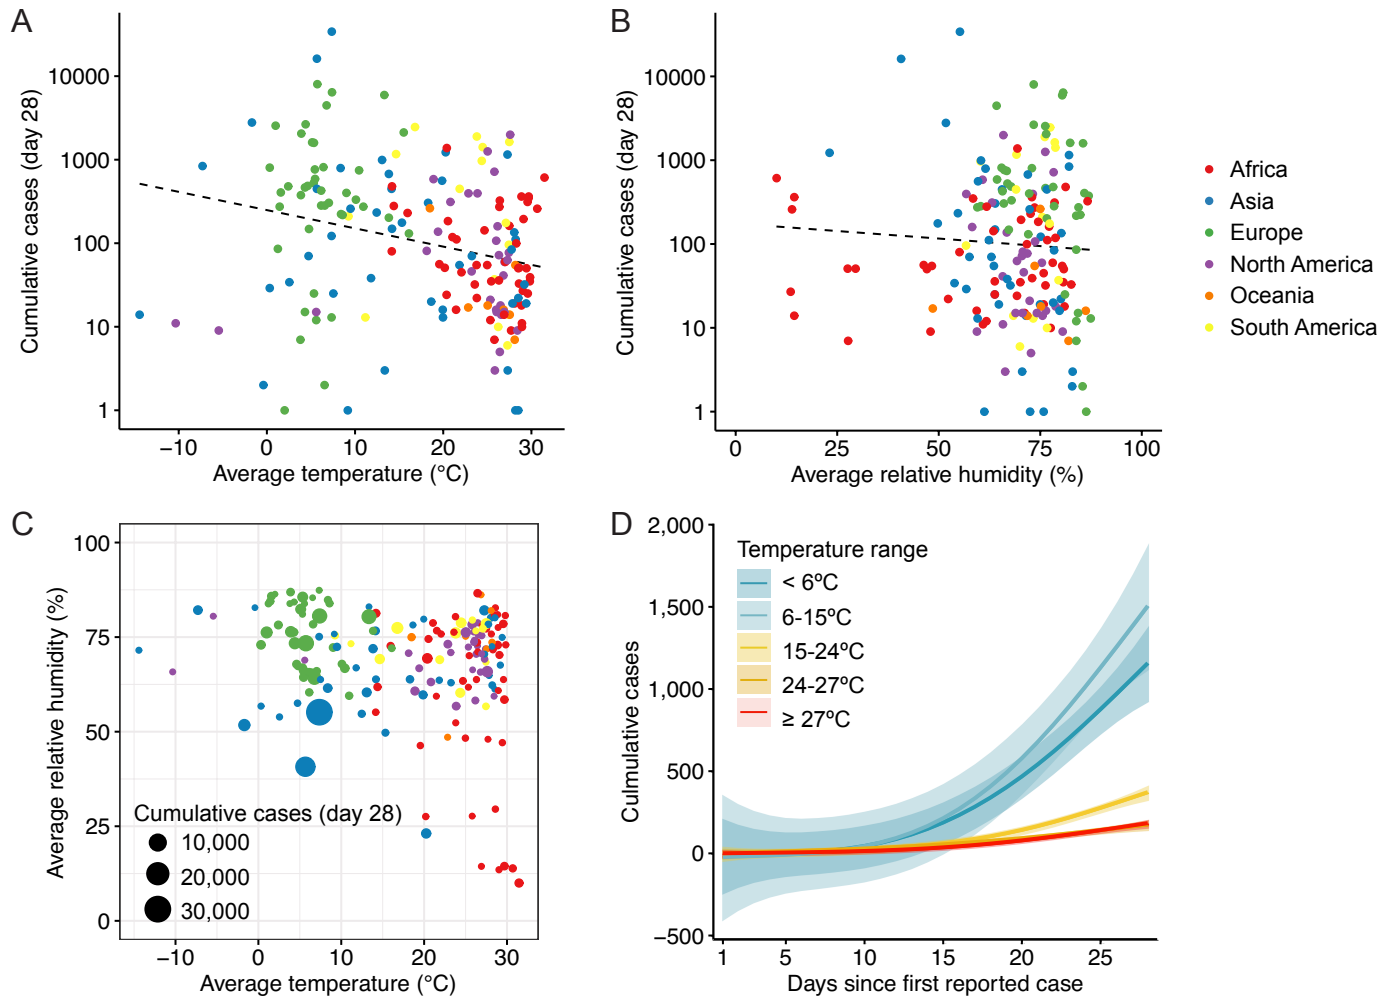 A
Cumulative cases (day 28)
10000
1000
100
10
1
−10
0
10
20
30
Average temperature (°C)
B
Cumulative cases (day 28)
10000
1000
100
10
1
0
25
50
75
100
Average relative humidity (%)
Africa
Asia
Europe
North America
Oceania
South America
C
Average relative humidity (%)
100
75
50
25
0
Cumulative cases (day 28)
10,000
20,000
30,000
−10
0
10
20
30
Average temperature (°C)
D
Culmulative cases
2,000
1,500
1,000
500
0
−500
Temperature range
< 6ºC
6-15ºC
15-24ºC
24-27ºC
≥ 27ºC
1
5
10
15
20
25
Days since first reported case